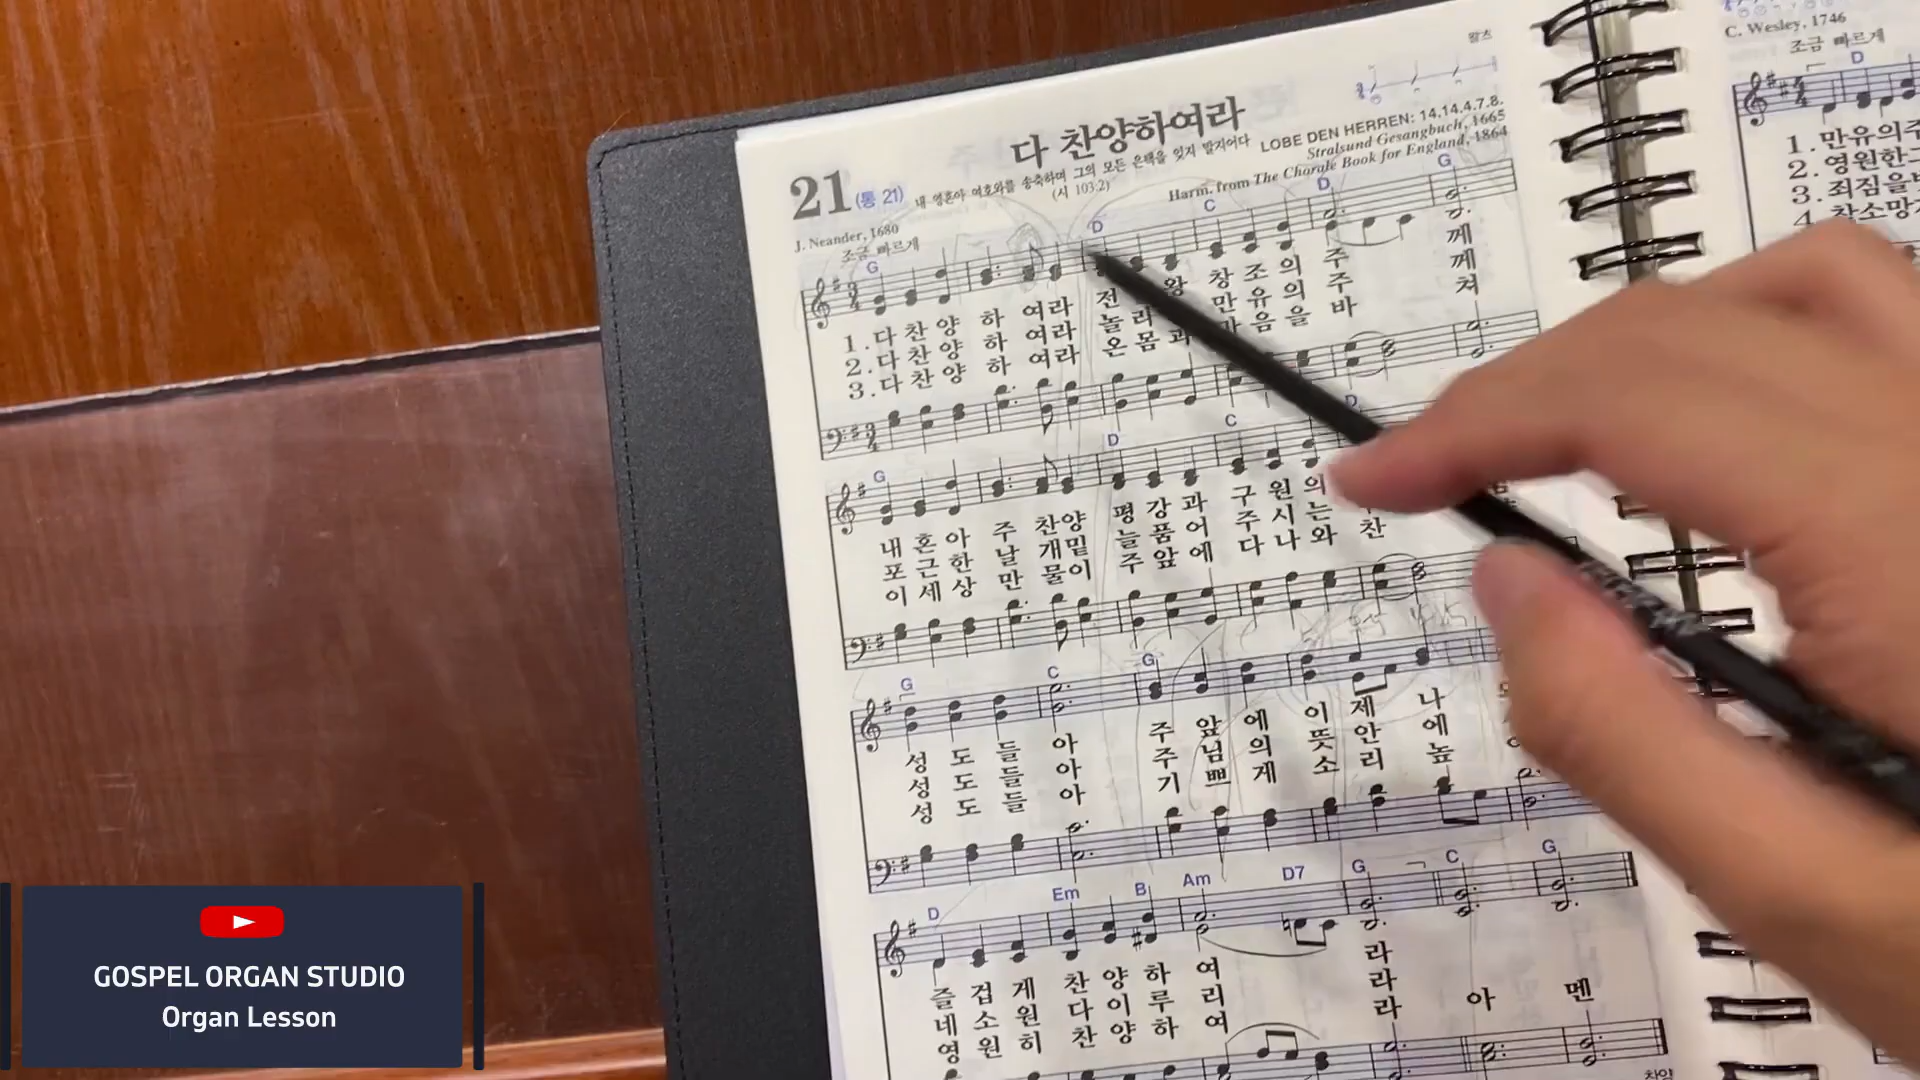 왈츠
다 찬양하여라
내 영혼아 여호와를 송축하며 그의 모든 은택을 잊지 말지어다
(시 103:2)
21 (통 21)
LOBE DEN HERREN: 14.14.4.7.8.
Stralsund Gesangbuch, 1665
Harm. from The Chorale Book for England, 1864
J. Neander, 1680
조금 빠르게
G D C D G
1. 다 찬 양 하 여라 전 왕 창 조 의 주 께
2. 다 찬 양 하 여라 놀 라 만 유 의 주 께
3. 다 찬 양 하 여라 온 몸 과 마 음 을 바 쳐
G D C D
내 혼 아 주 찬양 평 강 과 구 원 의
포 근 한 날 개밑 늘 품 어 주 시 는
이 세 상 만 물이 주 앞 에 다 나 와 찬
G C G
성 도 들 아 주 앞 에 이 제 나
성 도 들 아 주 님 의 뜻 안 에
성 도 들 아 기 쁘 게 소 리 높
D Em B Am D7 G C G
즐 겁 게 찬 양 하 여 라
네 소 원 다 이 루 리 라
영 원 히 찬 양 하 여 라 아 멘
찬양
C. Wesley, 1746
조금 빠르게
D
1. 만유의주
2. 영원한
3. 죄짐을
4. 참소망
GOSPEL ORGAN STUDIO
Organ Lesson